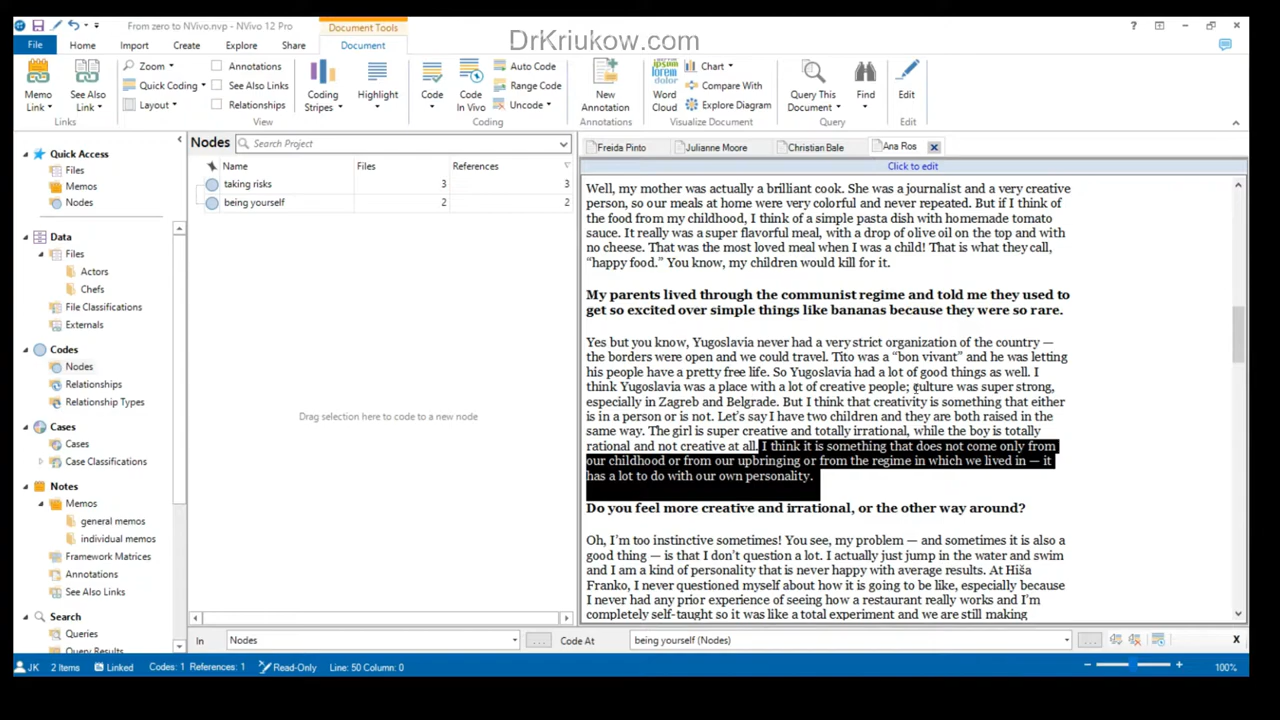 From zero to NVivo.nvp - NVivo 12 Pro
Document Tools
DrKriukow.com
File Home Import Create Explore Share Document
Memo Link
See Also Link
Links
Zoom
Quick Coding
Layout
Annotations
See Also Links
Relationships
View
Coding Stripes
Highlight
Code
Code In Vivo
Auto Code
Range Code
Uncode
Coding
New Annotation
Annotations
Word Cloud
Chart
Compare With
Explore Diagram
Visualize Document
Query This Document
Find
Query
Edit
Edit
Quick Access
Files
Memos
Nodes
Data
Files
Actors
Chefs
File Classifications
Externals
Codes
Nodes
Relationships
Relationship Types
Cases
Cases
Case Classifications
Notes
Memos
general memos
individual memos
Framework Matrices
Annotations
See Also Links
Search
Queries
Query Results
Nodes
Search Project
Name Files References
taking risks 3 3
being yourself 2 2
Drag selection here to code to a new node
Freida Pinto Julianne Moore Christian Bale Ana Ros
Click to edit
Well, my mother was actually a brilliant cook. She was a journalist and a very creative
person, so our meals at home were very colorful and never repeated. But if I think of
the food from my childhood, I think of a simple pasta dish with homemade tomato
sauce. It really was a super flavorful meal, with a drop of olive oil on the top and with
no cheese. That was the most loved meal when I was a child! That is what they call,
“happy food.” You know, my children would kill for it.
My parents lived through the communist regime and told me they used to
get so excited over simple things like bananas because they were so rare.
Yes but you know, Yugoslavia never had a very strict organization of the country —
the borders were open and we could travel. Tito was a “bon vivant” and he was letting
his people have a pretty free life. So Yugoslavia had a lot of good things as well. I
think Yugoslavia was a place with a lot of creative people; culture was super strong,
especially in Zagreb and Belgrade. But I think that creativity is something that either
is in a person or is not. Let’s say I have two children and they are both raised in the
same way. The girl is super creative and totally irrational, while the boy is totally
rational and not creative at all. I think it is something that does not come only from
our childhood or from our upbringing or from the regime in which we lived in — it
has a lot to do with our own personality.
Do you feel more creative and irrational, or the other way around?
Oh, I’m too instinctive sometimes! You see, my problem — and sometimes it is also a
good thing — is that I don’t question a lot. I actually just jump in the water and swim
and I am a kind of personality that is never happy with average results. At Hiša
Franko, I never questioned myself about how it is going to be like, especially because
I never had any prior experience of seeing how a restaurant really works and I’m
completely self-taught so it was like a total experiment and we are still making
In Nodes ... Code At being yourself (Nodes) ...
JK 2 Items Linked Codes: 1 References: 1 Read-Only Line: 50 Column: 0 100%